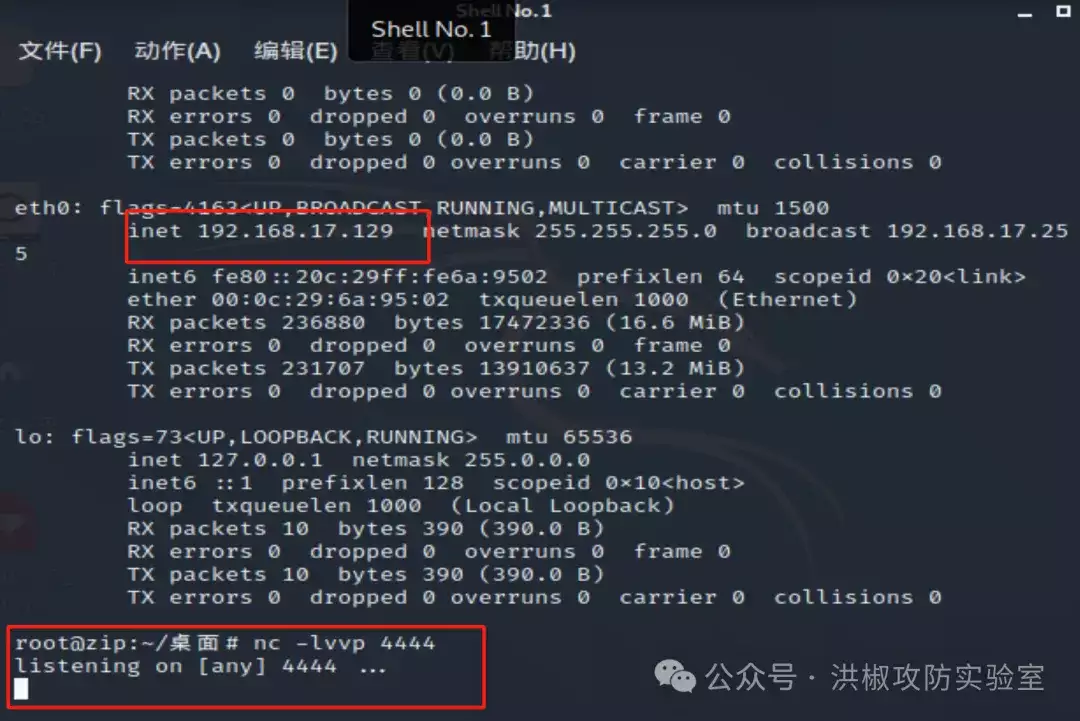 Shell No.1
Shell No. 1
文件(F) 动作(A) 编辑(E) 查看(V) 帮助(H)
RX packets 0 bytes 0 (0.0 B)
RX errors 0 dropped 0 overruns 0 frame 0
TX packets 0 bytes 0 (0.0 B)
TX errors 0 dropped 0 overruns 0 carrier 0 collisions 0
eth0: flags=4163<UP,BROADCAST,RUNNING,MULTICAST> mtu 1500
inet 192.168.17.129 netmask 255.255.255.0 broadcast 192.168.17.25
5
inet6 fe80::20c:29ff:fe6a:9502 prefixlen 64 scopeid 0×20<link>
ether 00:0c:29:6a:95:02 txqueuelen 1000 (Ethernet)
RX packets 236880 bytes 17472336 (16.6 MiB)
RX errors 0 dropped 0 overruns 0 frame 0
TX packets 231707 bytes 13910637 (13.2 MiB)
TX errors 0 dropped 0 overruns 0 carrier 0 collisions 0
lo: flags=73<UP,LOOPBACK,RUNNING> mtu 65536
inet 127.0.0.1 netmask 255.0.0.0
inet6 ::1 prefixlen 128 scopeid 0×10<host>
loop txqueuelen 1000 (Local Loopback)
RX packets 10 bytes 390 (390.0 B)
RX errors 0 dropped 0 overruns 0 frame 0
TX packets 10 bytes 390 (390.0 B)
TX errors 0 dropped 0 overruns 0 carrier 0 collisions 0
root@zip:~/桌面# nc -lvvp 4444
listening on [any] 4444 ...
公众号 · 洪椒攻防实验室